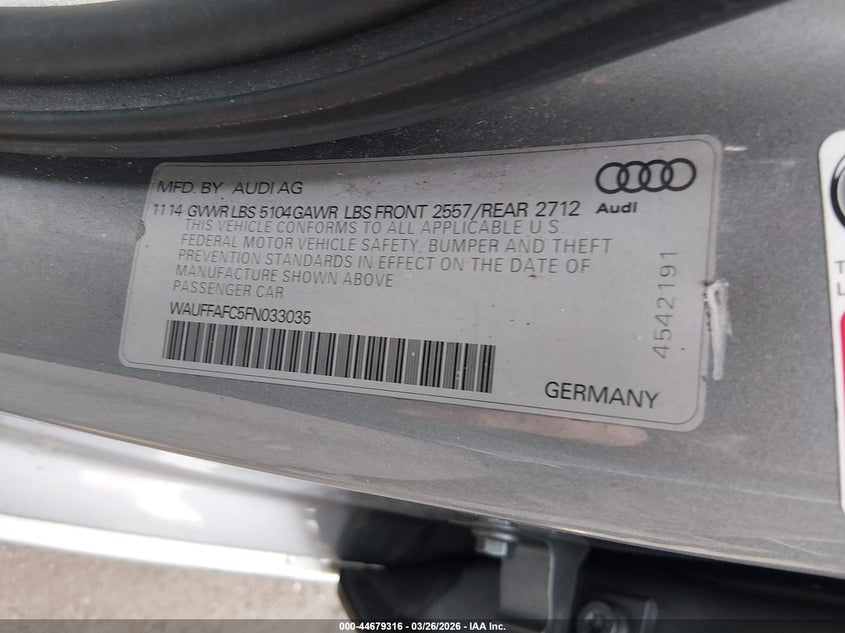 MFD. BY AUDI AG
11 14 GVWR LBS 5104 GAWR LBS FRONT 2557/REAR 2712
Audi
THIS VEHICLE CONFORMS TO ALL APPLICABLE U S
FEDERAL MOTOR VEHICLE SAFETY, BUMPER AND THEFT
PREVENTION STANDARDS IN EFFECT ON THE DATE OF
MANUFACTURE SHOWN ABOVE
PASSENGER CAR
WAUFFAFC5FN033035
4542191
GERMANY
T
L
000-44679316 - 03/26/2026 - IAA Inc.